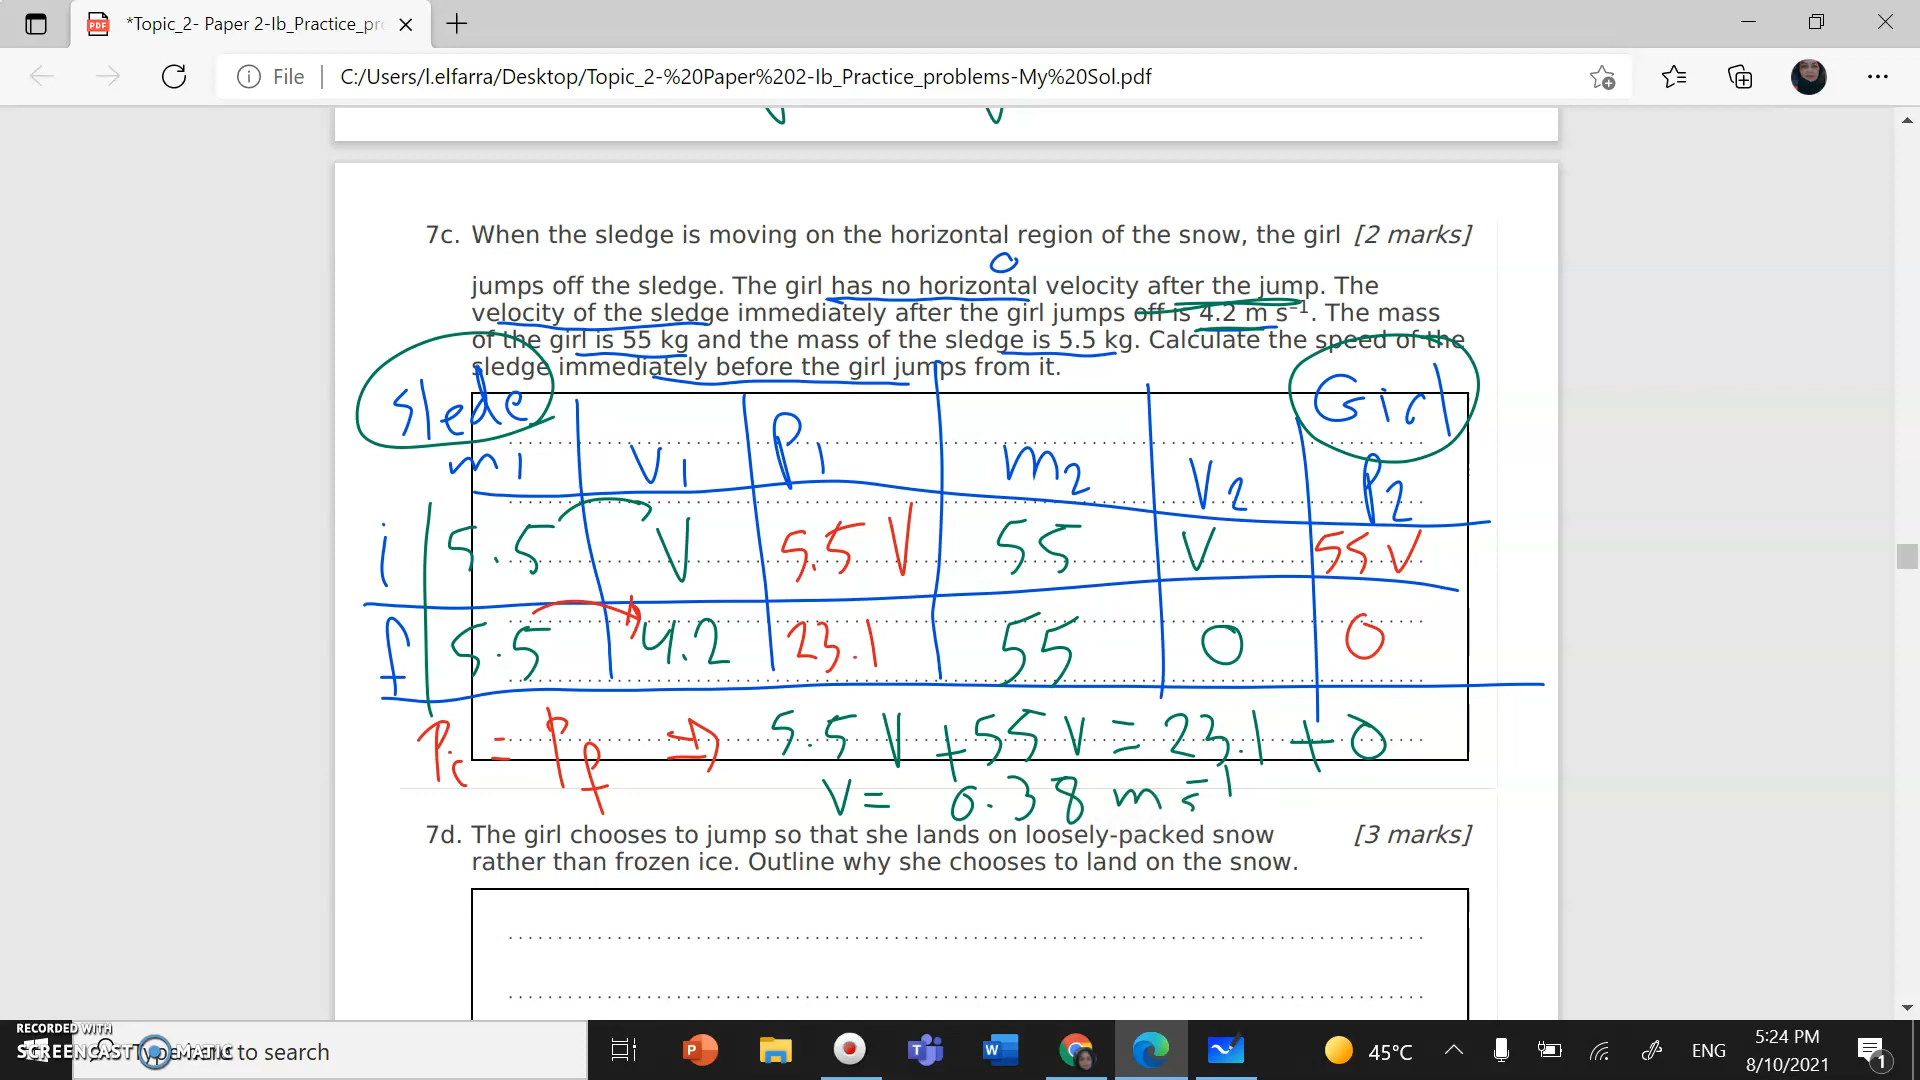 *Topic_2- Paper 2-Ib_Practice_pr
File
C:/Users/l.elfarra/Desktop/Topic_2-%20Paper%202-Ib_Practice_problems-My%20Sol.pdf
7c. When the sledge is moving on the horizontal region of the snow, the girl [2 marks]
0
jumps off the sledge. The girl has no horizontal velocity after the jump. The
velocity of the sledge immediately after the girl jumps off is 4.2 m s⁻¹. The mass
of the girl is 55 kg and the mass of the sledge is 5.5 kg. Calculate the speed of the
sledge immediately before the girl jumps from it.
slede Girl
m1 V1 P1 m2 V2 P2
i 5.5 V 5.5 V 55 V 55 V
f 5.5 4.2 23.1 55 0 0
Pi = Pf ⇒ 5.5 V + 55 V = 23.1 + 0
V = 0.38 m s⁻¹
7d. The girl chooses to jump so that she lands on loosely-packed snow [3 marks]
rather than frozen ice. Outline why she chooses to land on the snow.
RECORDED WITH
SCREENCAST MATIC
Type here to search
45°C
ENG
5:24 PM
8/10/2021
1